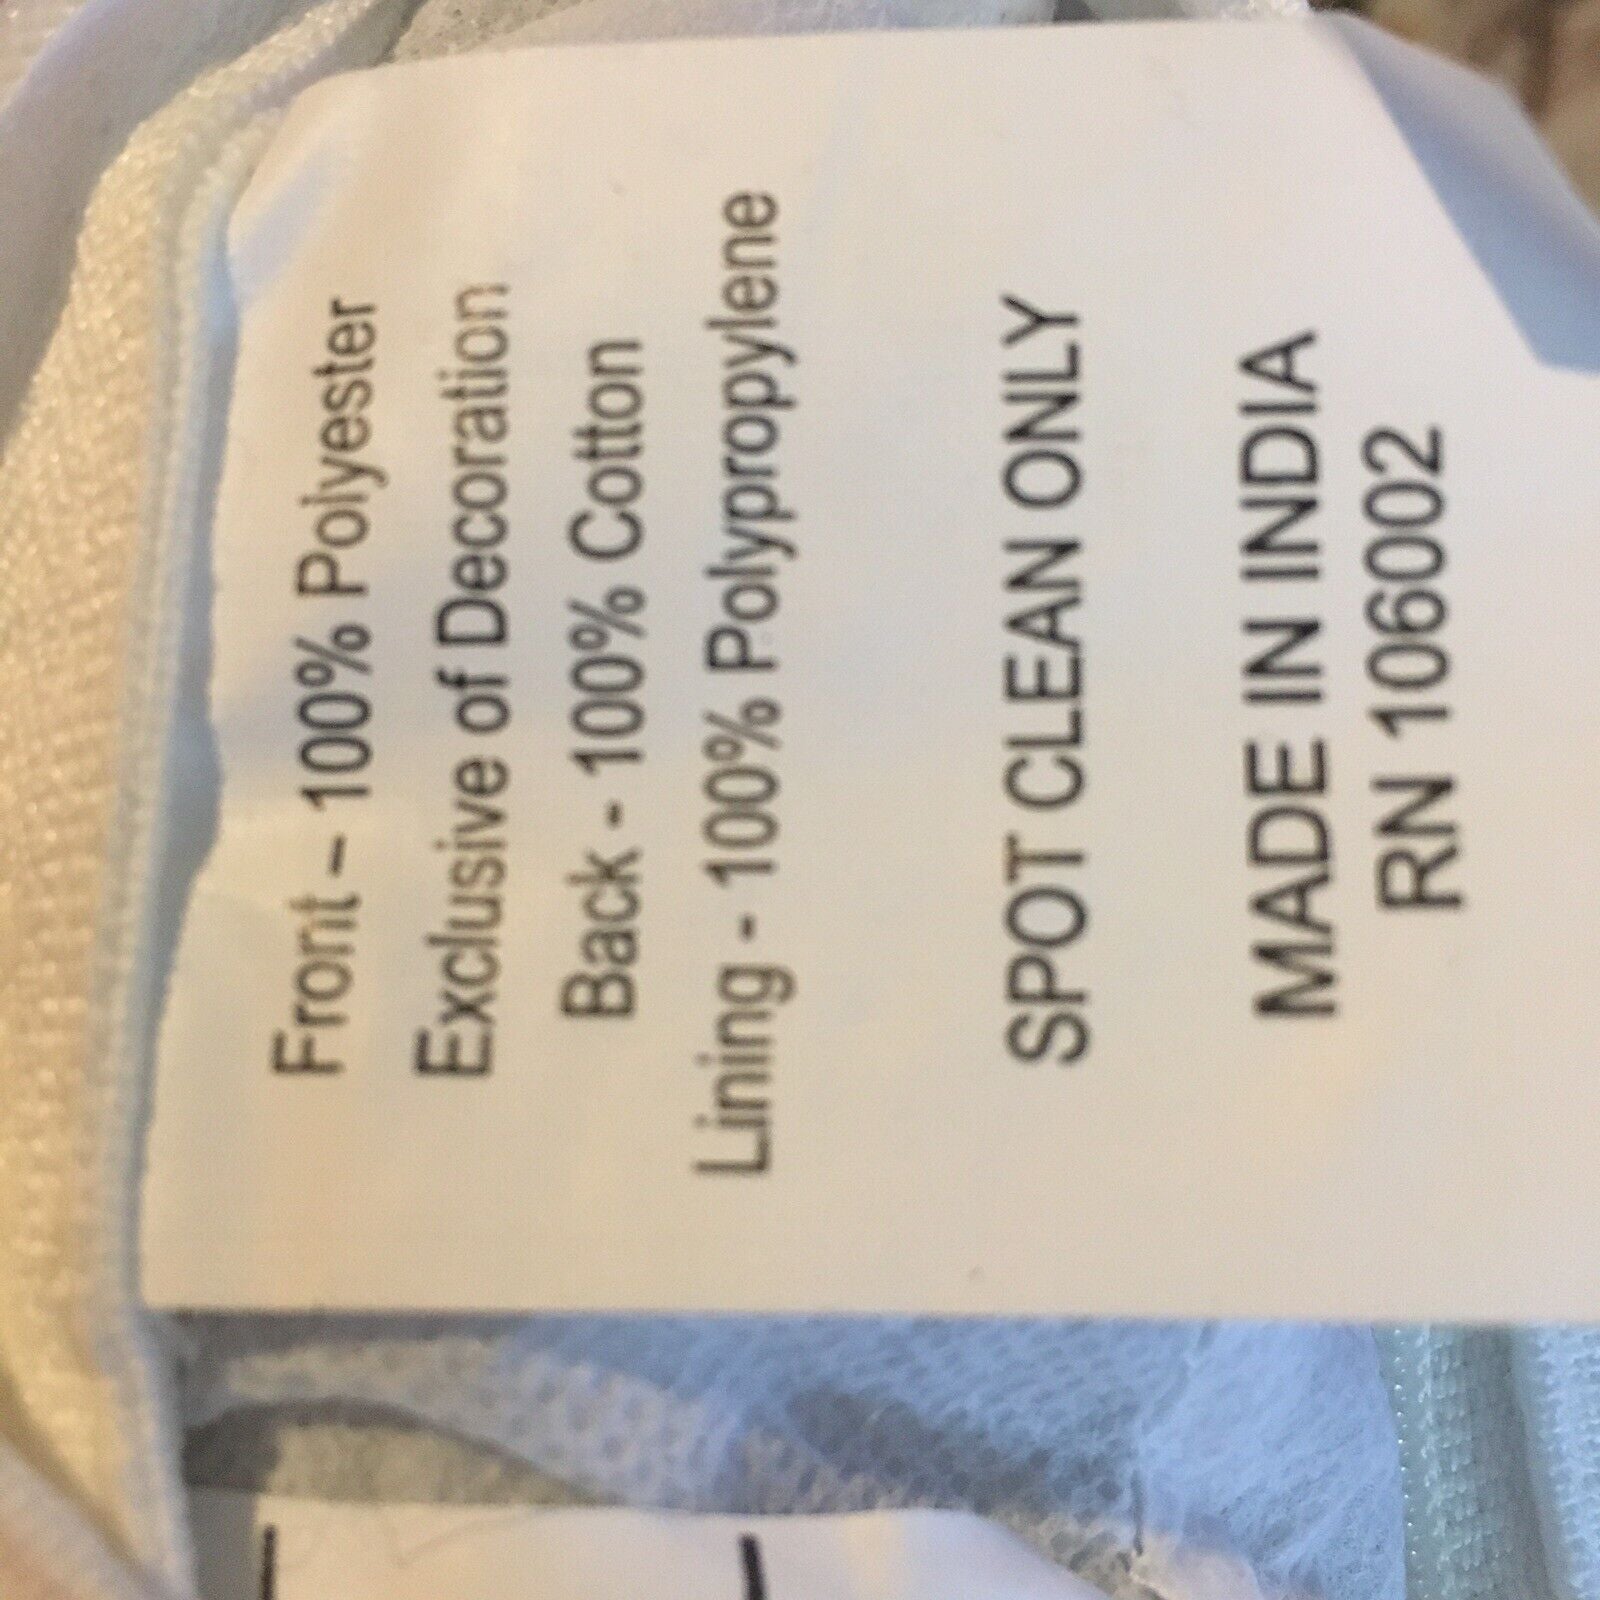 Front – 100% Polyester
Exclusive of Decoration
Back - 100% Cotton
Lining - 100% Polypropylene
SPOT CLEAN ONLY
MADE IN INDIA
RN 106002